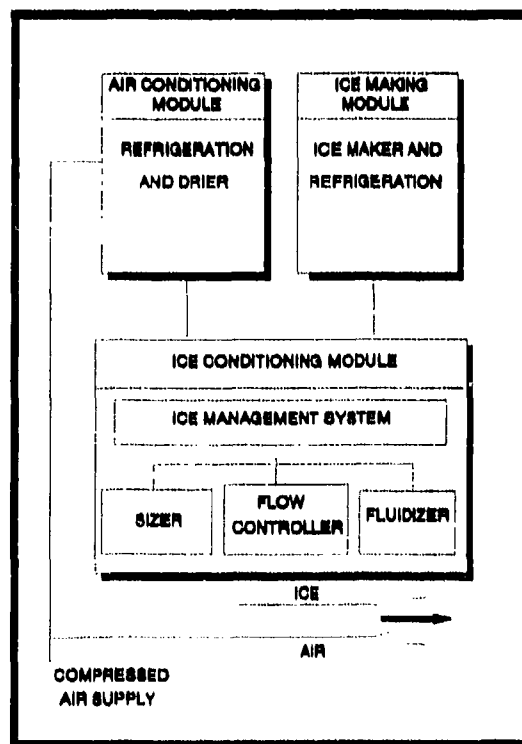 AIR CONDITIONING
MODULE
REFRIGERATION
AND DRIER
ICE MAKING
MODULE
ICE MAKER AND
REFRIGERATION
ICE CONDITIONING MODULE
ICE MANAGEMENT SYSTEM
SIZER
FLOW
CONTROLLER
FLUIDIZER
ICE
AIR
COMPRESSED
AIR SUPPLY